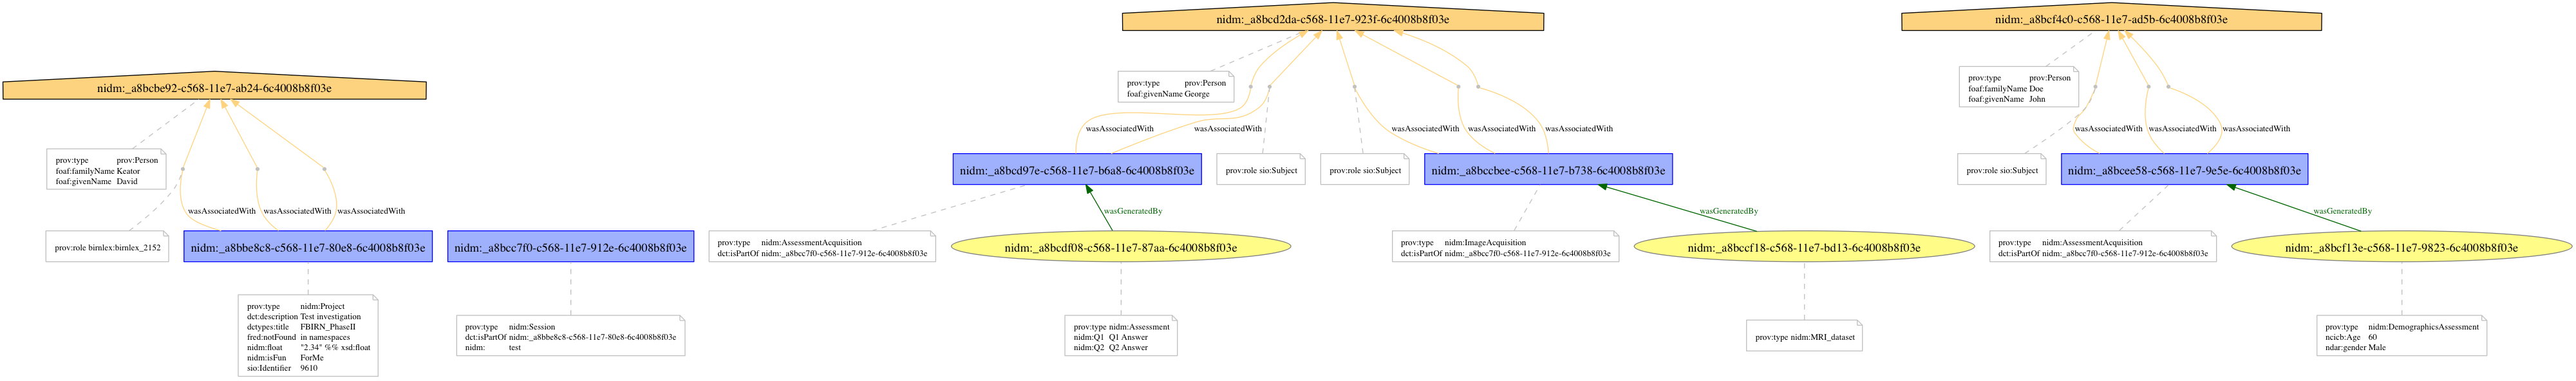 nidm:_a8bcd2da-c568-11e7-923f-6c4008b8f03e
nidm:_a8bcf4c0-c568-11e7-ad5b-6c4008b8f03e
nidm:_a8bcbe92-c568-11e7-ab24-6c4008b8f03e
prov:type prov:Person
foaf:givenName George
prov:type prov:Person
foaf:familyName Doe
foaf:givenName John
wasAssociatedWith
wasAssociatedWith
wasAssociatedWith
wasAssociatedWith
wasAssociatedWith
wasAssociatedWith
wasAssociatedWith
wasAssociatedWith
prov:type prov:Person
foaf:familyName Keator
foaf:givenName David
nidm:_a8bcd97e-c568-11e7-b6a8-6c4008b8f03e
prov:role sio:Subject
prov:role sio:Subject
nidm:_a8bccbee-c568-11e7-b738-6c4008b8f03e
prov:role sio:Subject
nidm:_a8bcee58-c568-11e7-9e5e-6c4008b8f03e
wasAssociatedWith
wasAssociatedWith
wasAssociatedWith
wasGeneratedBy
wasGeneratedBy
wasGeneratedBy
prov:role birnlex:birnlex_2152
nidm:_a8bbe8c8-c568-11e7-80e8-6c4008b8f03e
nidm:_a8bcc7f0-c568-11e7-912e-6c4008b8f03e
prov:type nidm:AssessmentAcquisition
dct:isPartOf nidm:_a8bcc7f0-c568-11e7-912e-6c4008b8f03e
nidm:_a8bcdf08-c568-11e7-87aa-6c4008b8f03e
prov:type nidm:ImageAcquisition
dct:isPartOf nidm:_a8bcc7f0-c568-11e7-912e-6c4008b8f03e
nidm:_a8bccf18-c568-11e7-bd13-6c4008b8f03e
prov:type nidm:AssessmentAcquisition
dct:isPartOf nidm:_a8bcc7f0-c568-11e7-912e-6c4008b8f03e
nidm:_a8bcf13e-c568-11e7-9823-6c4008b8f03e
prov:type nidm:Project
dct:description Test investigation
dctypes:title FBIRN_PhaseII
fred:notFound in namespaces
nidm:float "2.34" %% xsd:float
nidm:isFun ForMe
sio:Identifier 9610
prov:type nidm:Session
dct:isPartOf nidm:_a8bbe8c8-c568-11e7-80e8-6c4008b8f03e
nidm: test
prov:type nidm:Assessment
nidm:Q1 Q1 Answer
nidm:Q2 Q2 Answer
prov:type nidm:MRI_dataset
prov:type nidm:DemographicsAssessment
ncicb:Age 60
ndar:gender Male